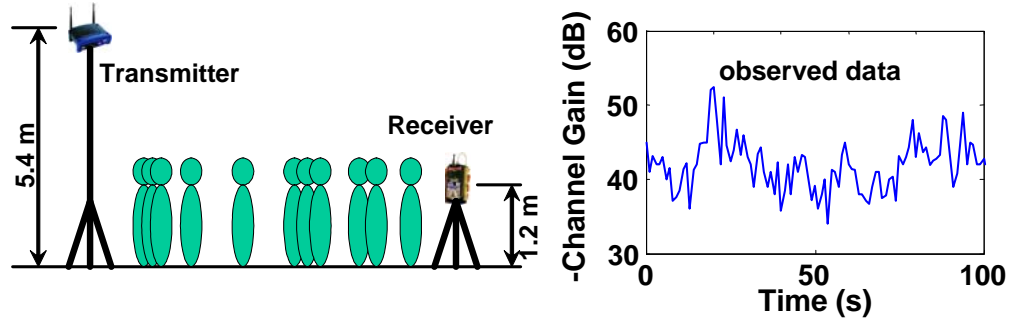 5.4 m
Transmitter
Receiver
1.2 m
-Channel Gain (dB)
60
50
40
30
observed data
0
50
100
Time (s)